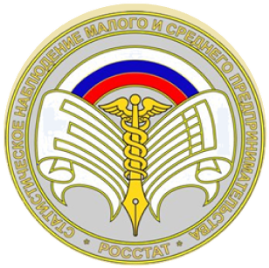 СТАТИСТИЧЕСКОЕ НАБЛЮДЕНИЕ МАЛОГО И СРЕДНЕГО ПРЕДПРИНИМАТЕЛЬСТВА
* РОССТАТ *